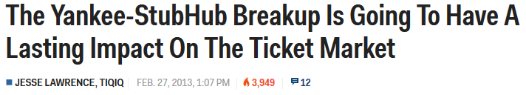 The Yankee-StubHub Breakup Is Going To Have A
Lasting Impact On The Ticket Market
JESSE LAWRENCE, TIQIQ FEB. 27, 2013, 1:07 PM 3,949 12